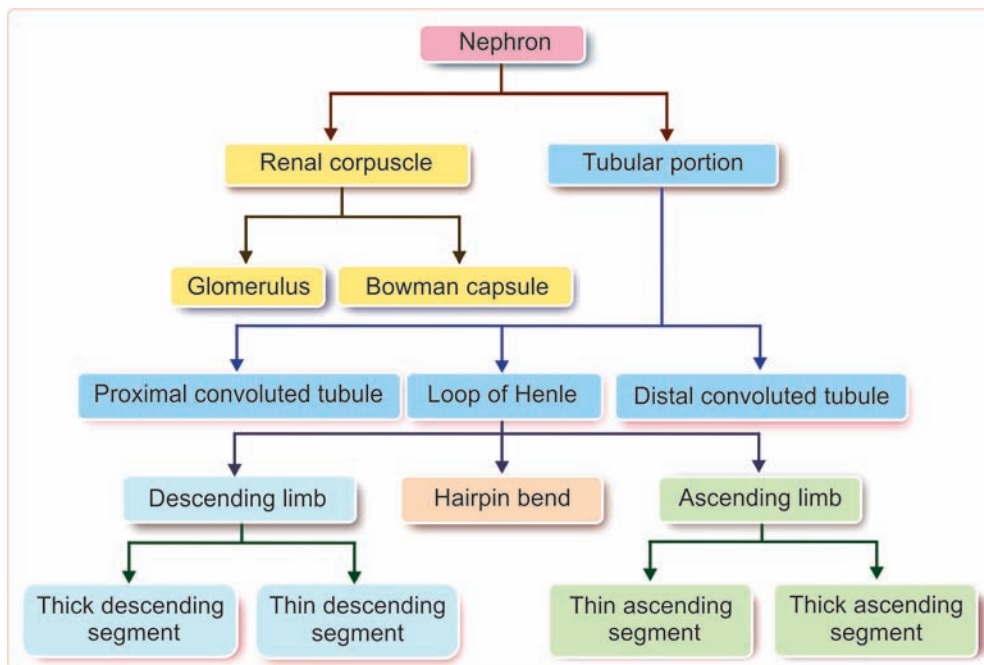 Nephron
Renal corpuscle
Tubular portion
Glomerulus
Bowman capsule
Proximal convoluted tubule
Loop of Henle
Distal convoluted tubule
Descending limb
Hairpin bend
Ascending limb
Thick descending
segment
Thin descending
segment
Thin ascending
segment
Thick ascending
segment